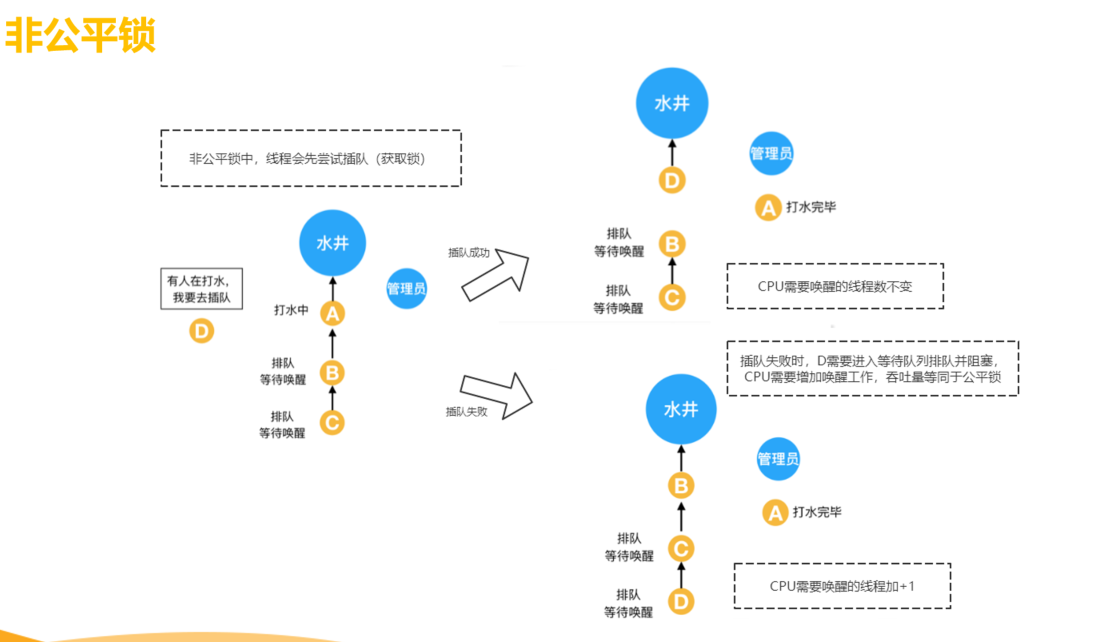 非公平锁
非公平锁中，线程会先尝试插队（获取锁）
水井
有人在打水，
我要去插队
D
管理员
打水中
A
排队
等待唤醒
B
排队
等待唤醒
C
插队成功
插队失败
水井
D
管理员
A
打水完毕
排队
等待唤醒
B
排队
等待唤醒
C
CPU需要唤醒的线程数不变
插队失败时，D需要进入等待队列排队并阻塞，
CPU需要增加唤醒工作，吞吐量等同于公平锁
水井
管理员
B
A
打水完毕
排队
等待唤醒
C
排队
等待唤醒
D
CPU需要唤醒的线程加+1